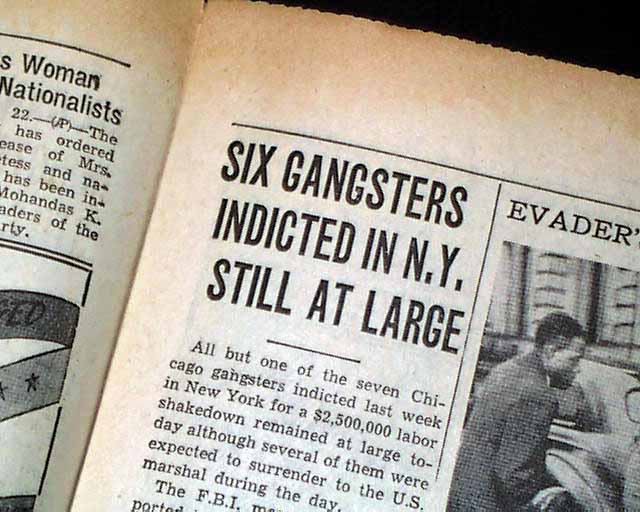 s Woman
Nationalists
22.—(AP)—The
has ordered
ease of Mrs.
etess and na-
has been in-
Mohandas K.
aders of the
rty.
SIX GANGSTERS
INDICTED IN N.Y.
STILL AT LARGE
All but one of the seven Chi-
cago gangsters indicted last week
in New York for a $2,500,000 labor
shakedown remained at large to-
day although several of them were
expected to surrender to the U.S.
marshal during the day.
The F.B.I.
ported
EVADER'